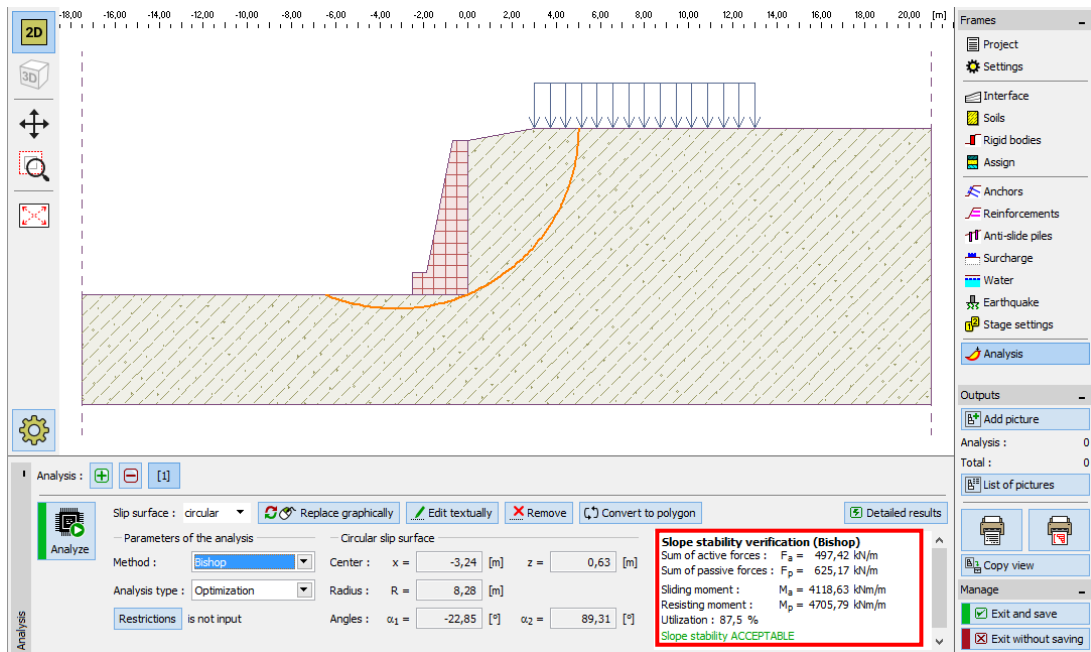 -18,00 -16,00 -14,00 -12,00 -10,00 -8,00 -6,00 -4,00 -2,00 0,00 2,00 4,00 6,00 8,00 10,00 12,00 14,00 16,00 18,00 20,00 [m]
2D
3D
Frames
Project
Settings
Interface
Soils
Rigid bodies
Assign
Anchors
Reinforcements
Anti-slide piles
Surcharge
Water
Earthquake
Stage settings
Analysis
Outputs
Add picture
Analysis : 0
Total : 0
List of pictures
Copy view
Manage
Exit and save
Exit without saving
Analysis
Analysis : [1]
Analyze
Slip surface : circular Replace graphically Edit textually Remove Convert to polygon Detailed results
Parameters of the analysis
Method : Bishop
Analysis type : Optimization
Restrictions is not input
Circular slip surface
Center : x = -3,24 [m] z = 0,63 [m]
Radius : R = 8,28 [m]
Angles : α1 = -22,85 [°] α2 = 89,31 [°]
Slope stability verification (Bishop)
Sum of active forces : Fa = 497,42 kN/m
Sum of passive forces : Fp = 625,17 kN/m
Sliding moment : Ma = 4118,63 kNm/m
Resisting moment : Mp = 4705,79 kNm/m
Utilization : 87,5 %
Slope stability ACCEPTABLE